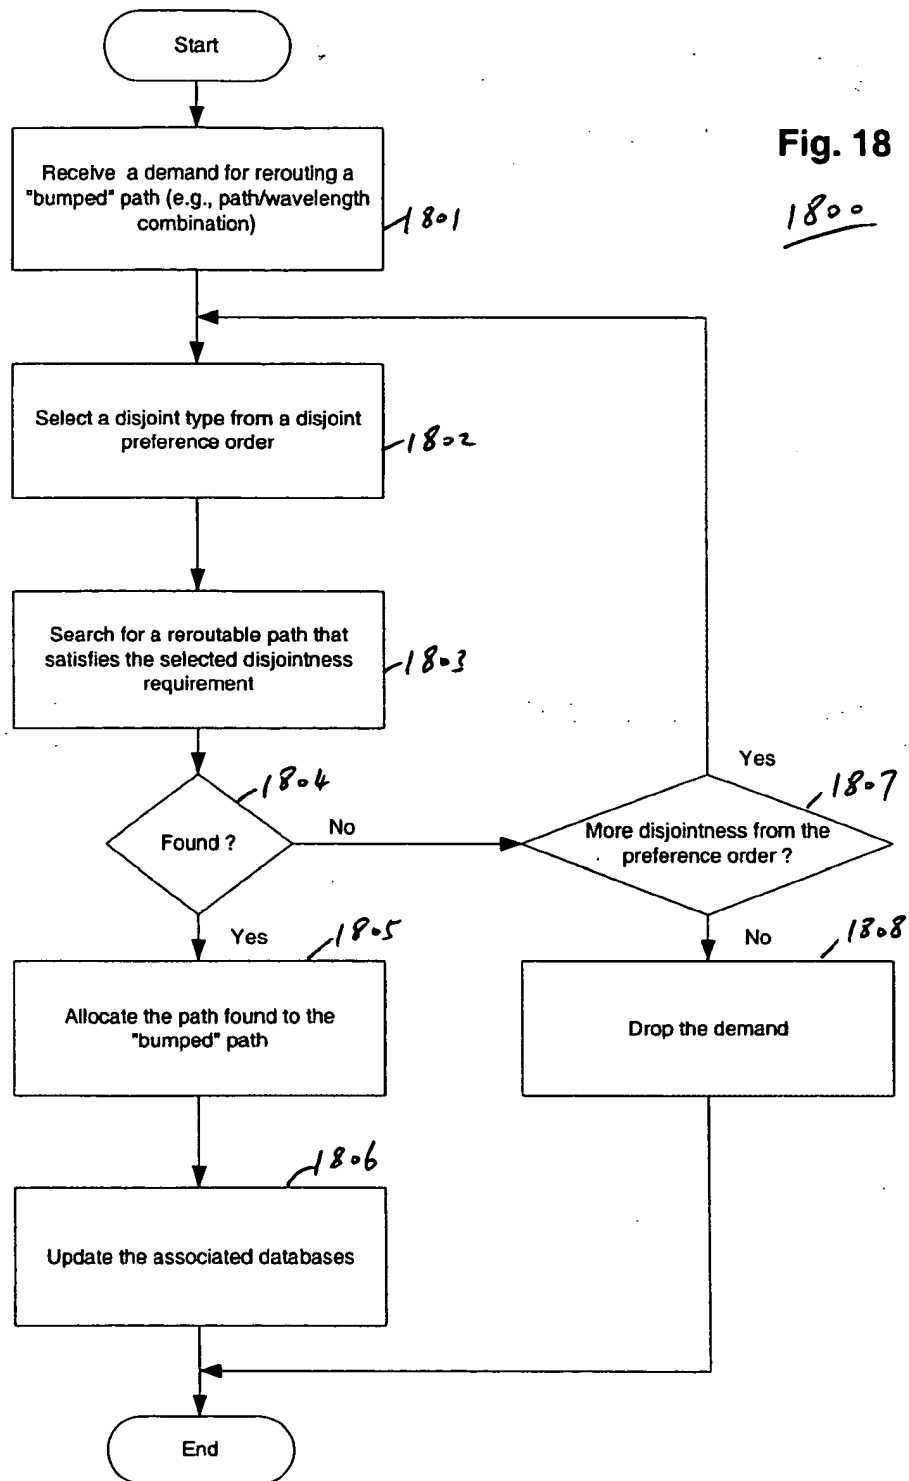 Start
Fig. 18
1800
Receive a demand for rerouting a
"bumped" path (e.g., path/wavelength
combination)
1801
Select a disjoint type from a disjoint
preference order
1802
Search for a reroutable path that
satisfies the selected disjointness
requirement
1803
1804
Found ?
No
Yes
1807
More disjointness from the
preference order ?
Yes
1805
No
1808
Allocate the path found to the
"bumped" path
Drop the demand
1806
Update the associated databases
End